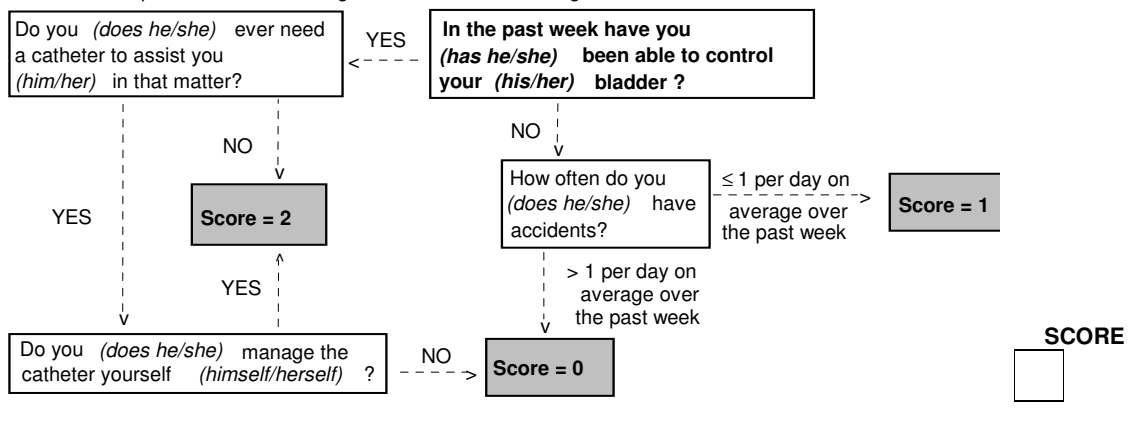 Do you (does he/she) ever need
a catheter to assist you
(him/her) in that matter?
YES
In the past week have you
(has he/she) been able to control
your (his/her) bladder ?
NO
NO
How often do you
(does he/she) have
accidents?
≤ 1 per day on
average over
the past week
Score = 1
YES
Score = 2
YES
> 1 per day on
average over
the past week
Do you (does he/she) manage the
catheter yourself (himself/herself) ?
NO
Score = 0
SCORE